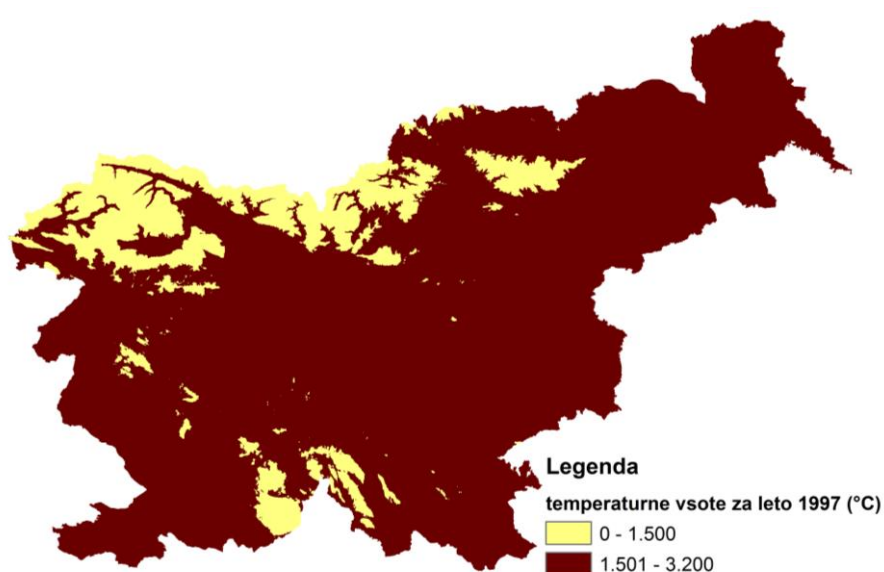 Legenda
temperaturne vsote za leto 1997 (°C)
0 - 1.500
1.501 - 3.200